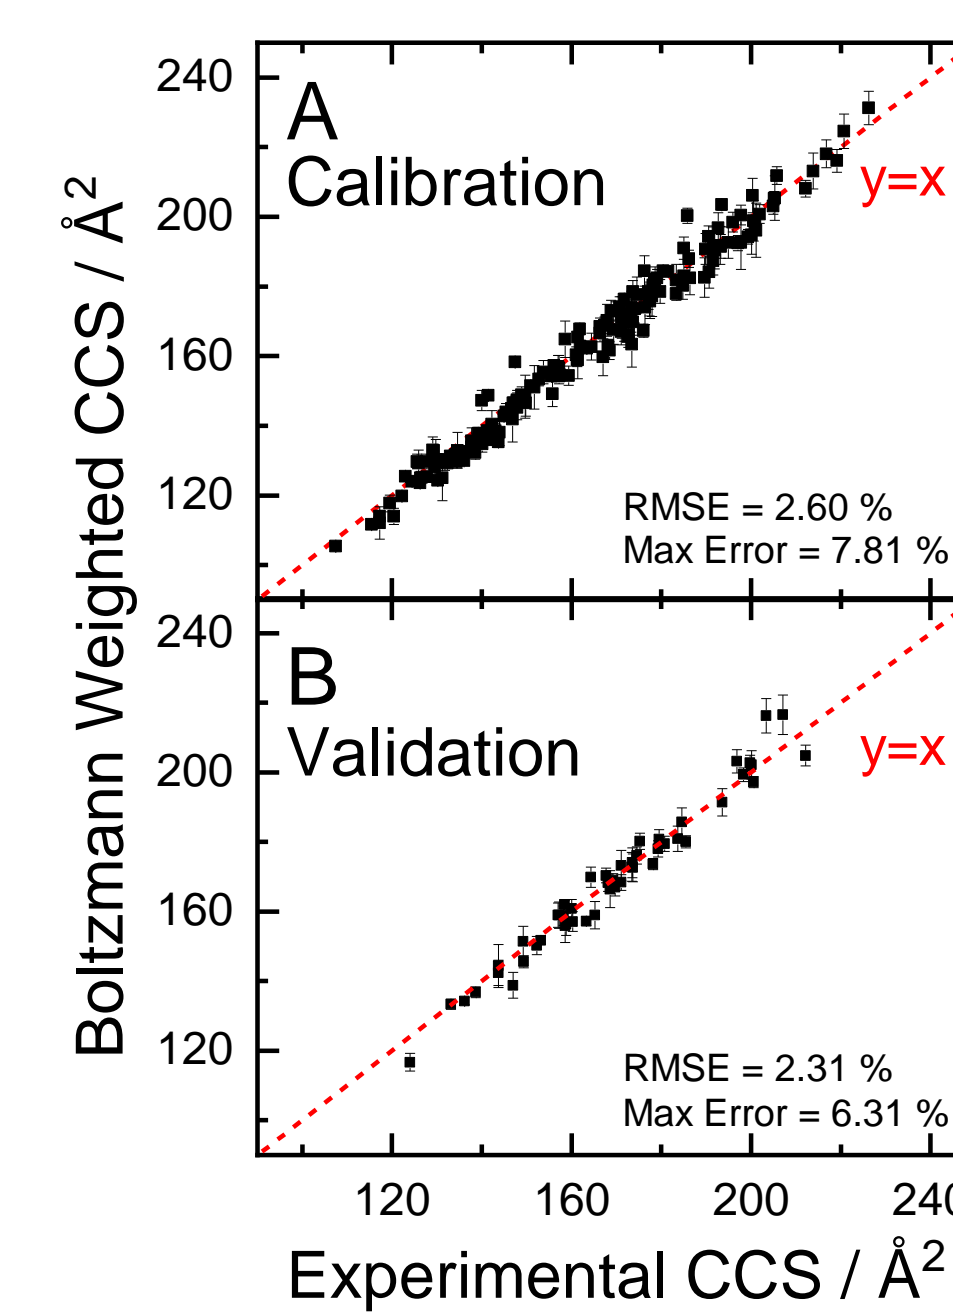 Boltzmann Weighted CCS / Å²
240
200
160
120
A
Calibration
y=x
RMSE = 2.60 %
Max Error = 7.81 %
240
200
160
120
B
Validation
y=x
RMSE = 2.31 %
Max Error = 6.31 %
120 160 200 240
Experimental CCS / Å²